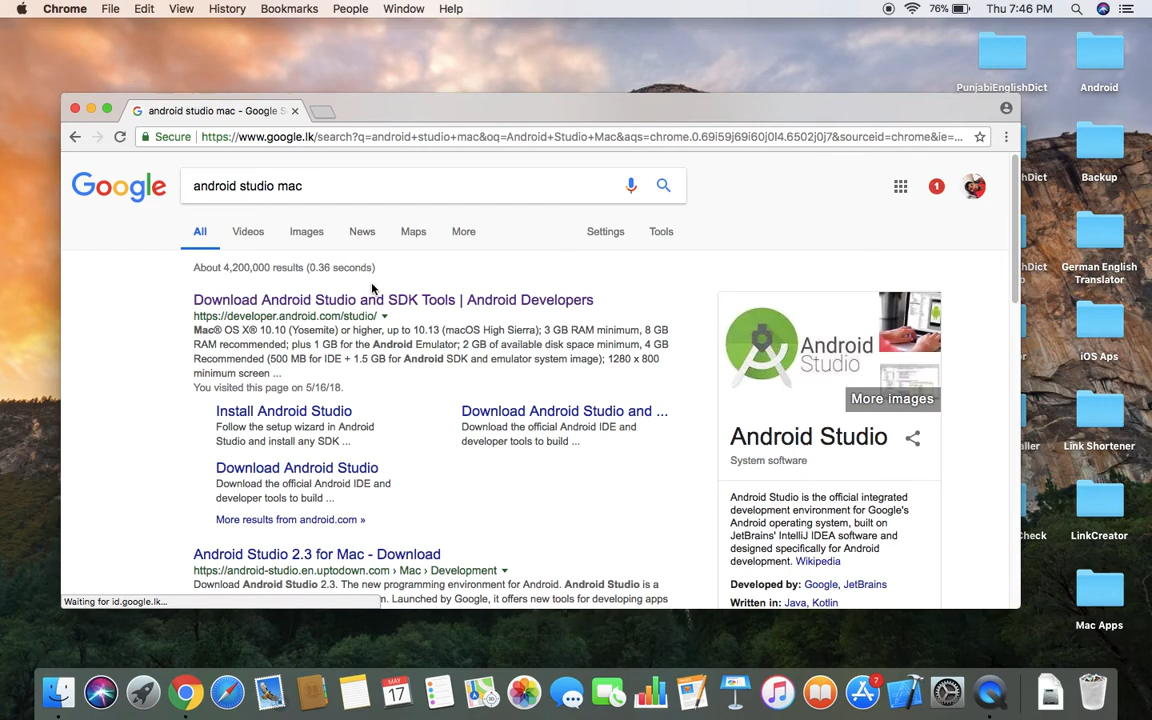 Chrome File Edit View History Bookmarks People Window Help 76% Thu 7:46 PM
PunjabiEnglishDict Android
android studio mac - Google S
Secure https://www.google.lk/search?q=android+studio+mac&oq=Android+Studio+Mac&aqs=chrome.0.69i59j69i60j0l4.6502j0j7&sourceid=chrome&ie=...
hDict Backup
Google android studio mac 1
All Videos Images News Maps More Settings Tools
About 4,200,000 results (0.36 seconds)
hDict German English
Translator
Download Android Studio and SDK Tools | Android Developers
https://developer.android.com/studio/
Mac® OS X® 10.10 (Yosemite) or higher, up to 10.13 (macOS High Sierra); 3 GB RAM minimum, 8 GB
RAM recommended; plus 1 GB for the Android Emulator; 2 GB of available disk space minimum, 4 GB
Recommended (500 MB for IDE + 1.5 GB for Android SDK and emulator system image); 1280 x 800
minimum screen ...
You visited this page on 5/16/18.
Install Android Studio
Follow the setup wizard in Android
Studio and install any SDK ...
Download Android Studio and ...
Download the official Android IDE and
developer tools to build ...
Download Android Studio
Download the official Android IDE and
developer tools to build ...
More results from android.com »
Android Studio 2.3 for Mac - Download
https://android-studio.en.uptodown.com › Mac › Development
Download Android Studio 2.3. The new programming environment for Android. Android Studio is a
m. Launched by Google, it offers new tools for developing apps
Waiting for id.google.lk...
Android
Studio
More images
Android Studio
System software
Android Studio is the official integrated
development environment for Google's
Android operating system, built on
JetBrains' IntelliJ IDEA software and
designed specifically for Android
development. Wikipedia
Developed by: Google, JetBrains
Written in: Java, Kotlin
or iOS Aps
aller Link Shortener
Check LinkCreator
Mac Apps
MAY
17
7